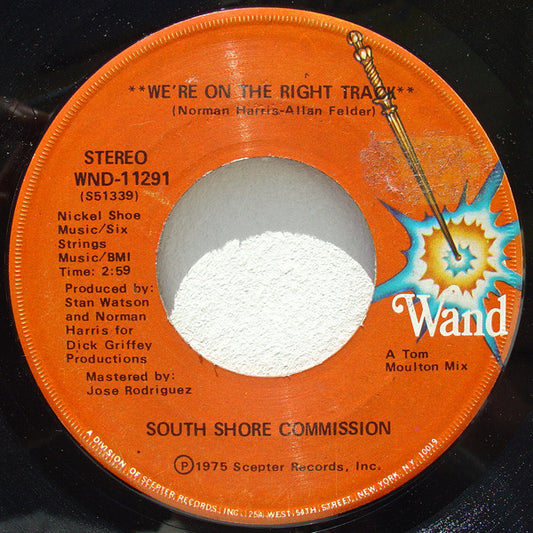 **WE'RE ON THE RIGHT TRACK**
(Norman Harris-Allan Felder)
STEREO
WND-11291
(S51339)
Nickel Shoe
Music/Six
Strings
Music/BMI
Time: 2:59
Produced by:
Stan Watson
and Norman
Harris for
Dick Griffey
Productions
Mastered by:
Jose Rodriguez
Wand
A Tom
Moulton Mix
SOUTH SHORE COMMISSION
Ⓟ1975 Scepter Records, Inc.
A DIVISION OF SCEPTER RECORDS, INC., 254 WEST 54TH STREET, NEW YORK, N.Y. 10019